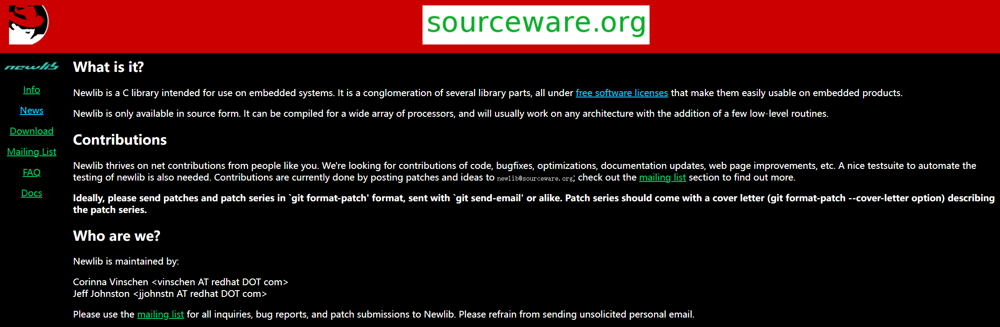 sourceware.org
newlib
Info
News
Download
Mailing List
FAQ
Docs
What is it?
Newlib is a C library intended for use on embedded systems. It is a conglomeration of several library parts, all under free software licenses that make them easily usable on embedded products.
Newlib is only available in source form. It can be compiled for a wide array of processors, and will usually work on any architecture with the addition of a few low-level routines.
Contributions
Newlib thrives on net contributions from people like you. We're looking for contributions of code, bugfixes, optimizations, documentation updates, web page improvements, etc. A nice testsuite to automate the
testing of newlib is also needed. Contributions are currently done by posting patches and ideas to newlib@sourceware.org; check out the mailing list section to find out more.
Ideally, please send patches and patch series in `git format-patch' format, sent with `git send-email' or alike. Patch series should come with a cover letter (git format-patch --cover-letter option) describing
the patch series.
Who are we?
Newlib is maintained by:
Corinna Vinschen <vinschen AT redhat DOT com>
Jeff Johnston <jjohnstn AT redhat DOT com>
Please use the mailing list for all inquiries, bug reports, and patch submissions to Newlib. Please refrain from sending unsolicited personal email.